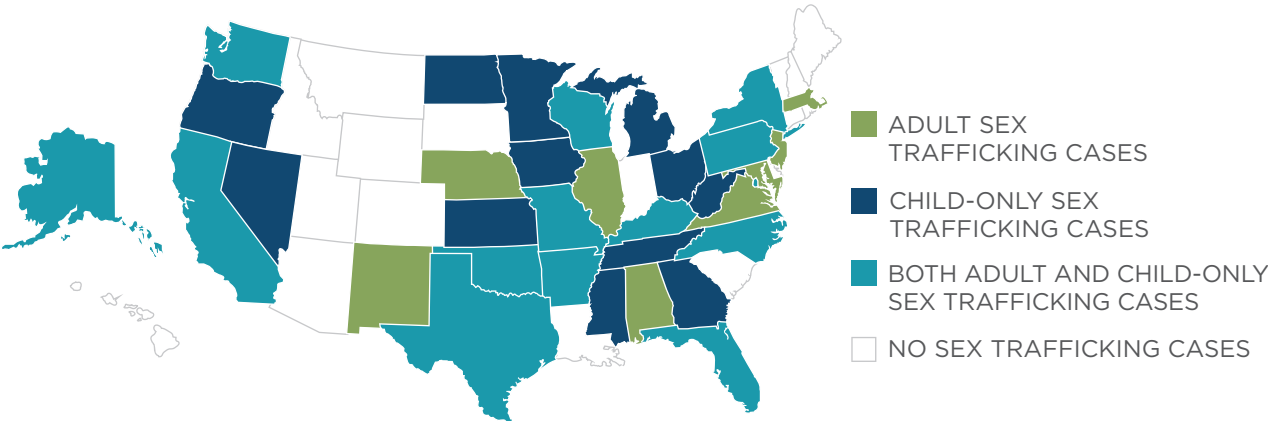 ADULT SEX
TRAFFICKING CASES
CHILD-ONLY SEX
TRAFFICKING CASES
BOTH ADULT AND CHILD-ONLY
SEX TRAFFICKING CASES
NO SEX TRAFFICKING CASES